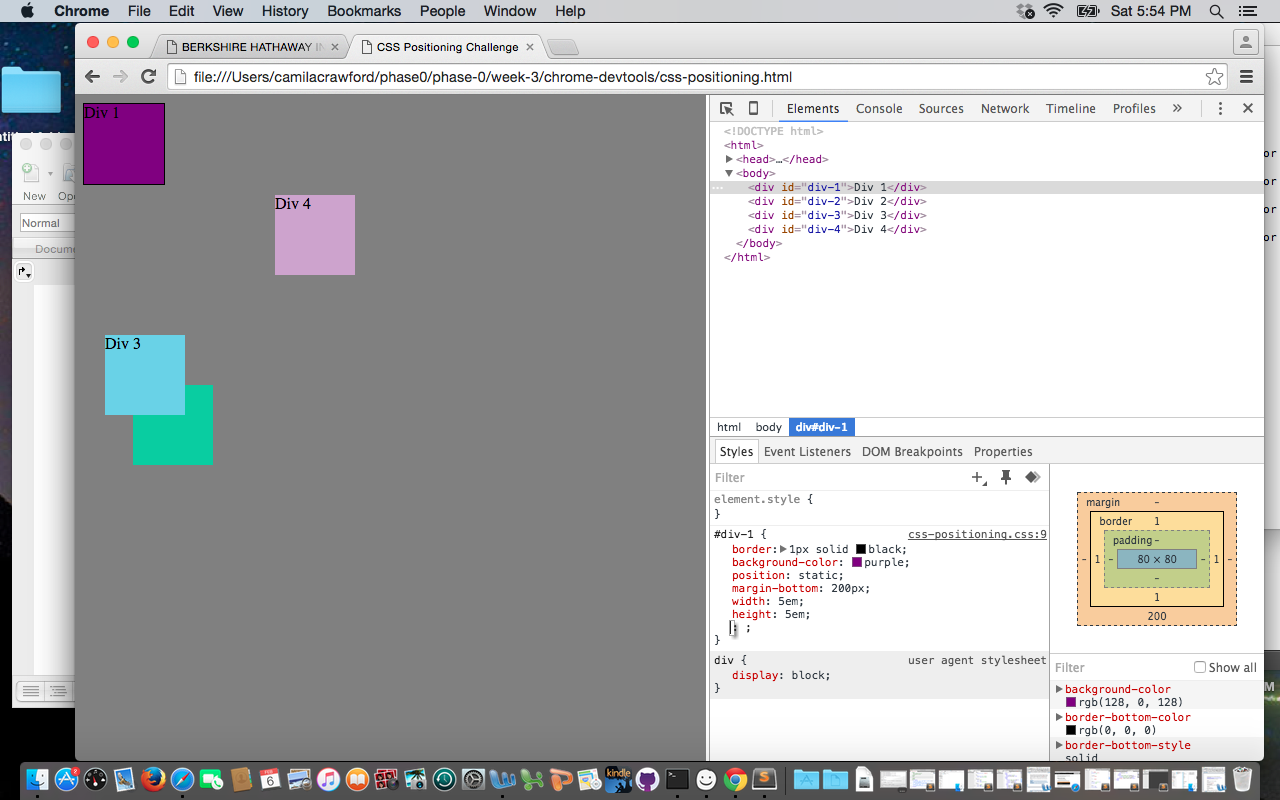 Chrome File Edit View History Bookmarks People Window Help Sat 5:54 PM
BERKSHIRE HATHAWAY × CSS Positioning Challenge ×
file:///Users/camilacrawford/phase0/phase-0/week-3/chrome-devtools/css-positioning.html
New
Normal
Docume
Div 1
Div 4
Div 3
Elements Console Sources Network Timeline Profiles »
<!DOCTYPE html>
<html>
<head>…</head>
<body>
<div id="div-1">Div 1</div>
<div id="div-2">Div 2</div>
<div id="div-3">Div 3</div>
<div id="div-4">Div 4</div>
</body>
</html>
html body div#div-1
Styles Event Listeners DOM Breakpoints Properties
Filter
element.style {
}
#div-1 { css-positioning.css:9
border: 1px solid black;
background-color: purple;
position: static;
margin-bottom: 200px;
width: 5em;
height: 5em;
: ;
}
div { user agent stylesheet
display: block;
}
margin -
border 1
padding -
- 1 - 80 × 80 - 1 -
-
1
200
Filter Show all
background-color
rgb(128, 0, 128)
border-bottom-color
rgb(0, 0, 0)
border-bottom-style
solid
or
or
or
or
M
6
2
kindle